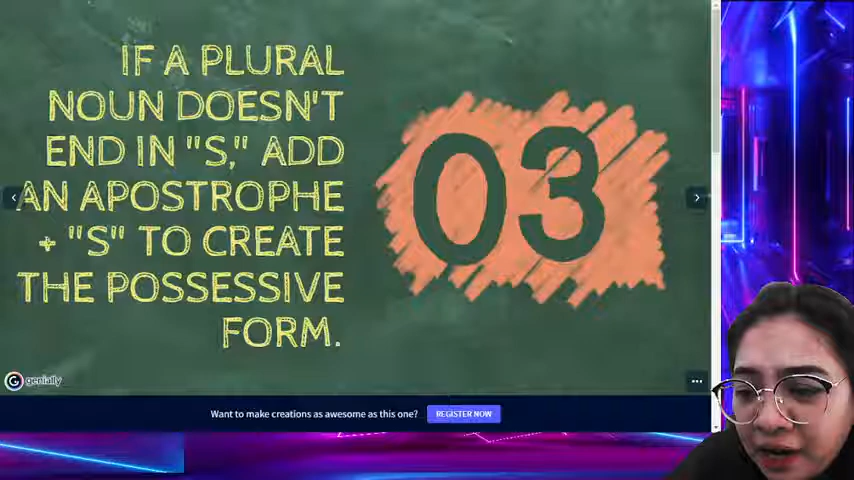 IF A PLURAL
NOUN DOESN'T
END IN "S," ADD
AN APOSTROPHE
+ "S" TO CREATE
THE POSSESSIVE
FORM.
03
genially
Want to make creations as awesome as this one? REGISTER NOW